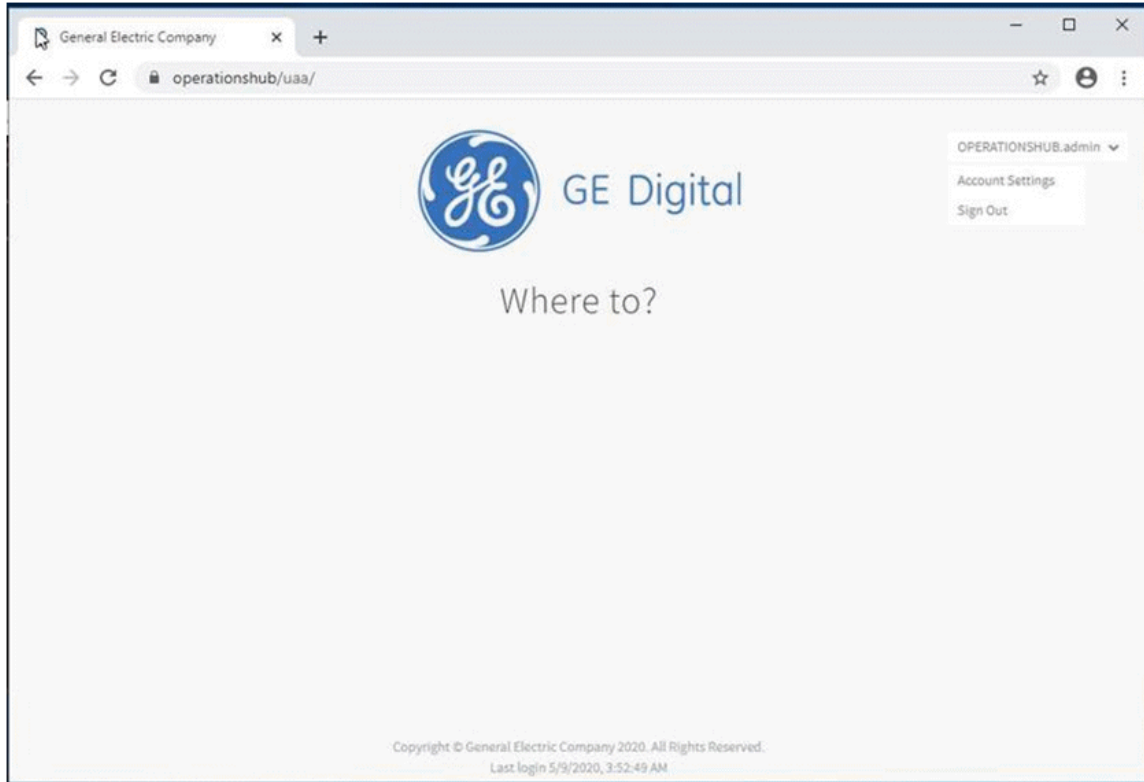 General Electric Company
operationshub/uaa/
GE GE Digital
OPERATIONSHUB.admin
Account Settings
Sign Out
Where to?
Copyright © General Electric Company 2020. All Rights Reserved.
Last login 5/9/2020, 3:52:49 AM